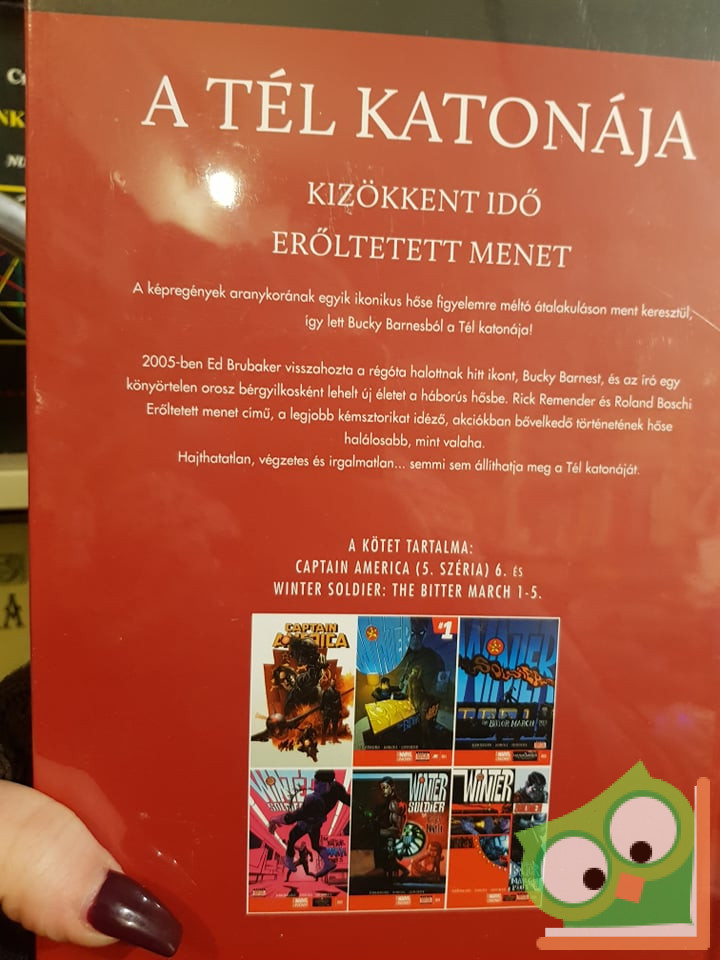 A TÉL KATONÁJA
KIZÖKKENT IDŐ
ERŐLTETETT MENET
A képregények aranykorának egyik ikonikus hőse figyelemre méltó átalakuláson ment keresztül,
így lett Bucky Barnesból a Tél katonája!
2005-ben Ed Brubaker visszahozta a régóta halottnak hitt ikont, Bucky Barnest, és az író egy
könyörtelen orosz bérgyilkosként lehelt új életet a háborús hősbe. Rick Remender és Roland Boschi
Erőltetett menet című, a legjobb kémsztorikat idéző, akciókban bővelkedő történetének hőse
halálosabb, mint valaha.
Hajthatatlan, végzetes és irgalmatlan... semmi sem állíthatja meg a Tél katonáját.
A KÖTET TARTALMA:
CAPTAIN AMERICA (5. SZÉRIA) 6. ÉS
WINTER SOLDIER: THE BITTER MARCH 1-5.
CAPTAIN
AMERICA
#1
WINTER
WINTER
SOLDIER
WINTER
SOLDIER
WINTER